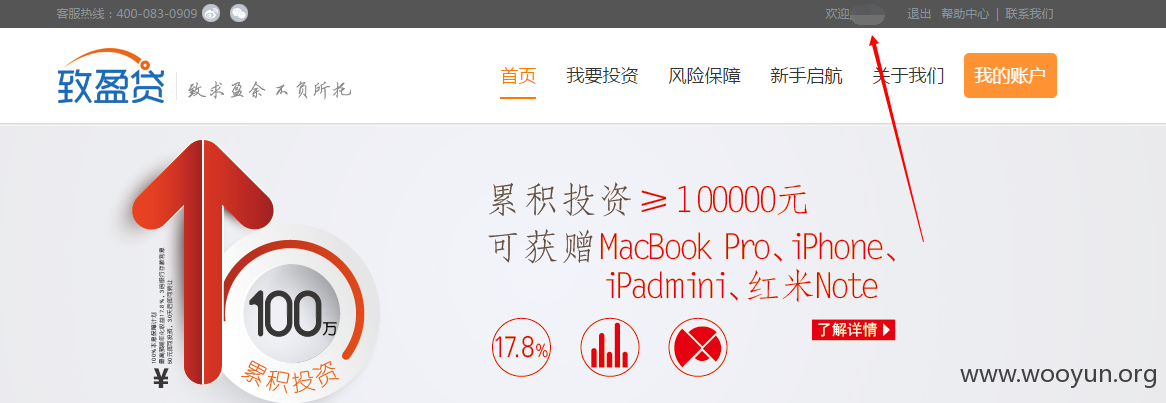 客服热线：400-083-0909
欢迎 退出 帮助中心 | 联系我们
致盈贷
致求盈余 不负所托
首页 我要投资 风险保障 新手启航 关于我们 我的账户
累积投资≥100000元
可获赠MacBook Pro、iPhone、
iPadmini、红米Note
17.8%
了解详情
100万
累积投资
¥
www.wooyun.org